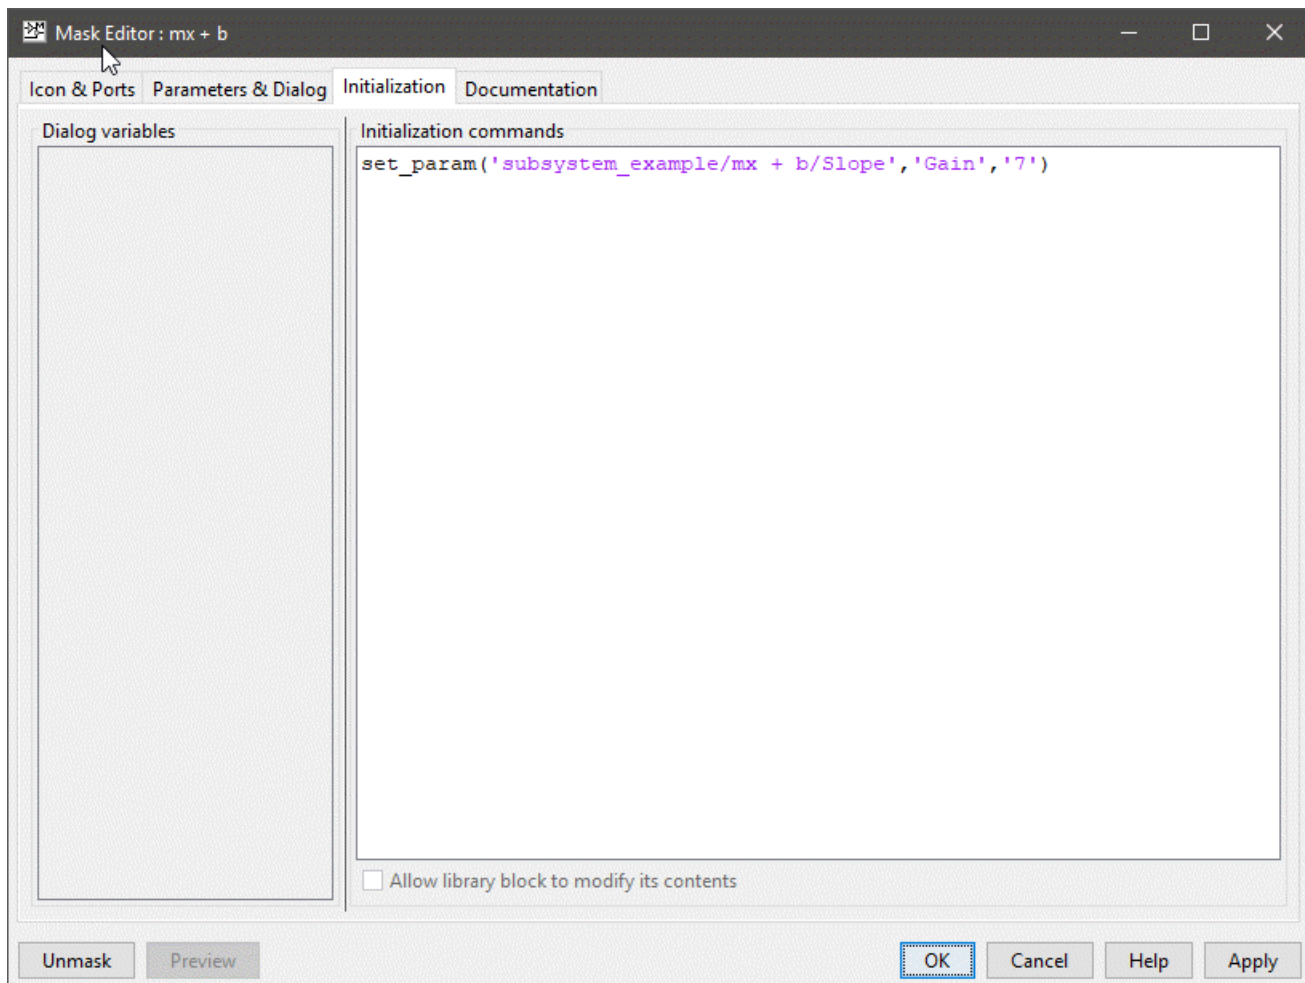 Mask Editor : mx + b
Icon & Ports Parameters & Dialog Initialization Documentation
Dialog variables
Initialization commands
set_param('subsystem_example/mx + b/Slope','Gain','7')
Allow library block to modify its contents
Unmask Preview OK Cancel Help Apply